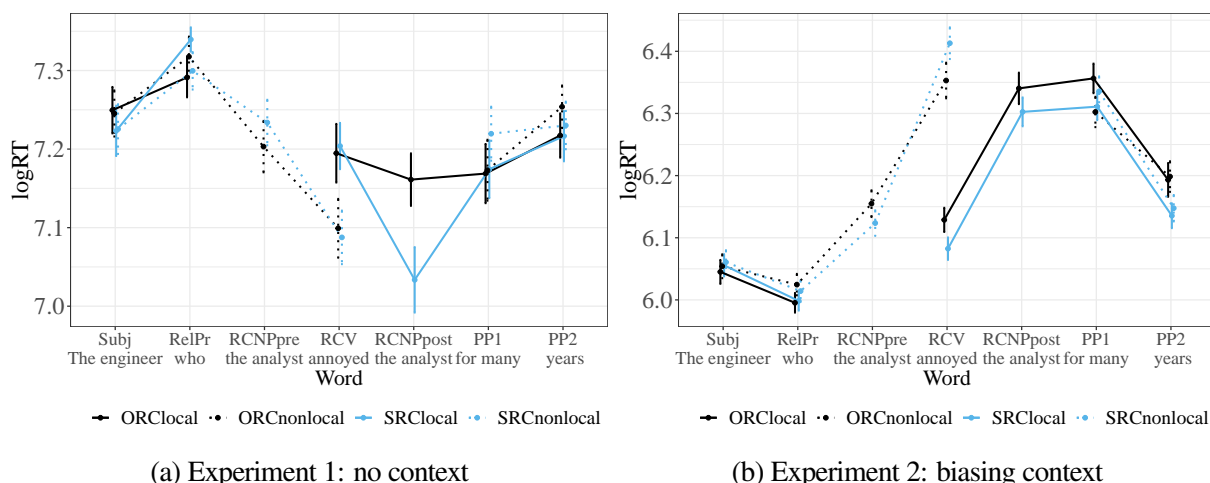 7.3
7.2
7.1
7.0
logRT
Subj RelPr RCNPpre RCV RCNPpost PP1 PP2
The engineer who the analyst annoyed the analyst for many years
Word
ORClocal ORCnonlocal SRClocal SRCnonlocal
(a) Experiment 1: no context
6.4
6.3
6.2
6.1
6.0
logRT
Subj RelPr RCNPpre RCV RCNPpost PP1 PP2
The engineer who the analyst annoyed the analyst for many years
Word
ORClocal ORCnonlocal SRClocal SRCnonlocal
(b) Experiment 2: biasing context